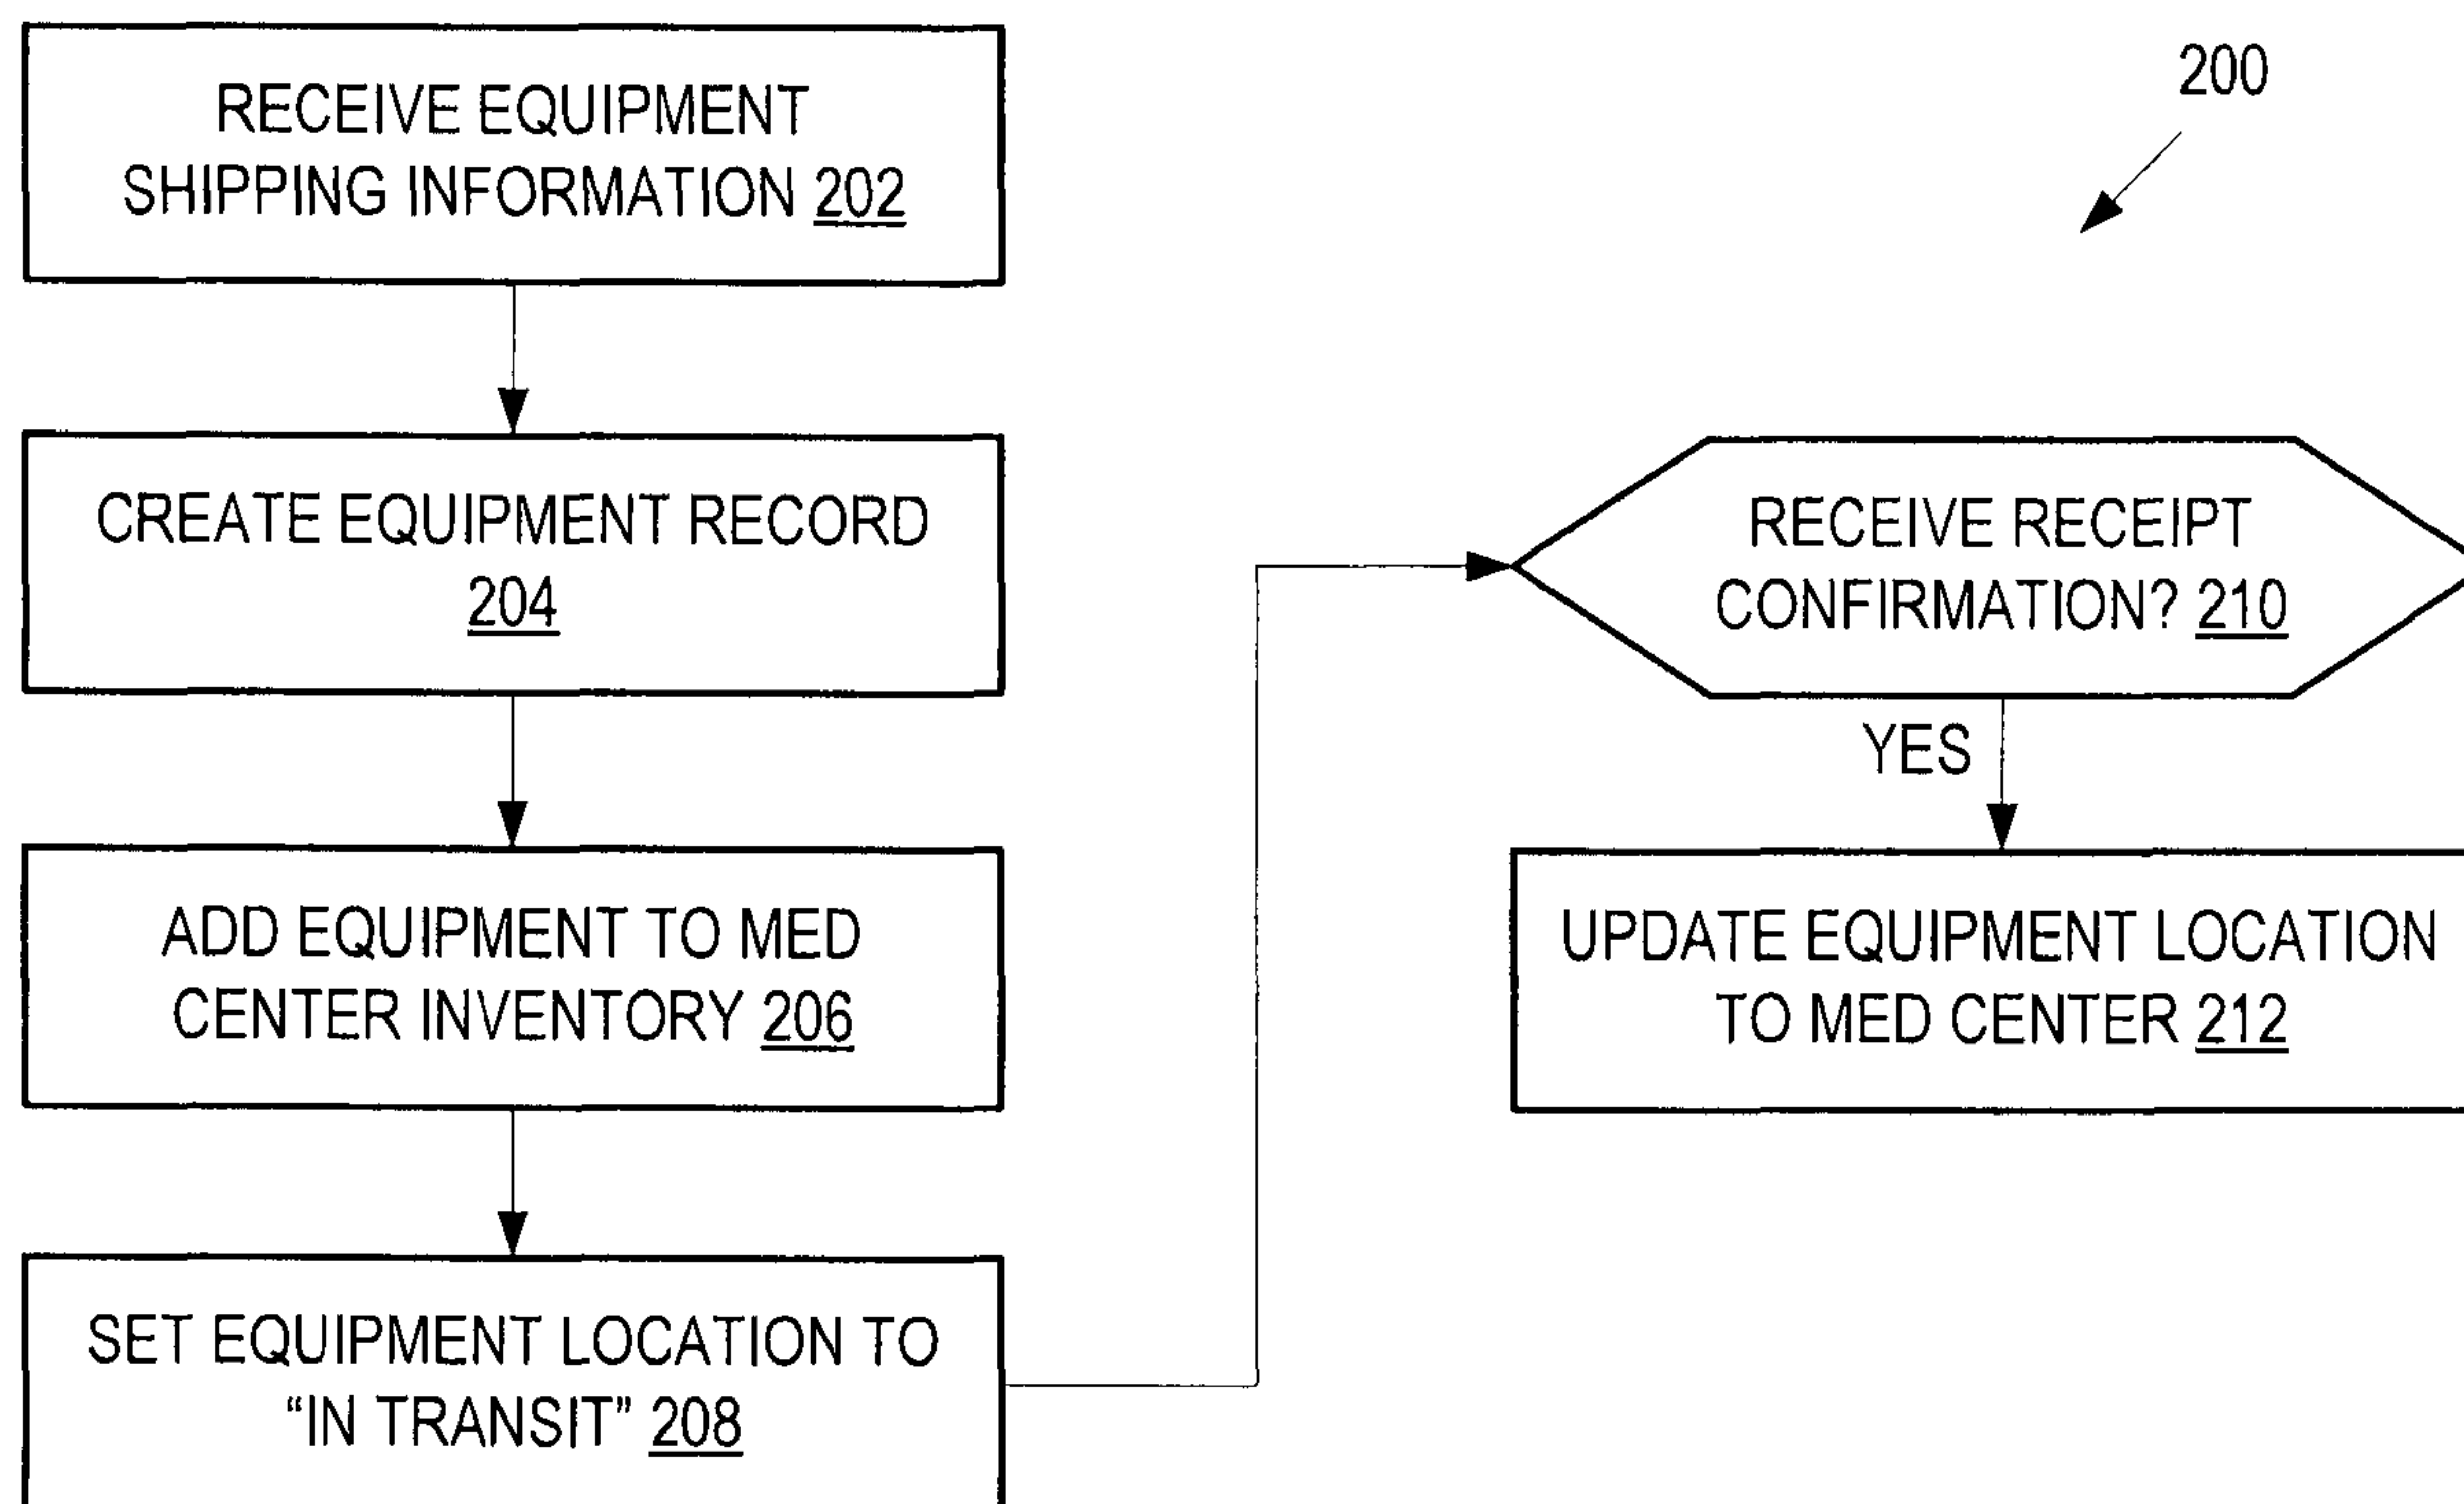 RECEIVE EQUIPMENT
SHIPPING INFORMATION 202
CREATE EQUIPMENT RECORD
204
ADD EQUIPMENT TO MED
CENTER INVENTORY 206
SET EQUIPMENT LOCATION TO
“IN TRANSIT” 208
200
RECEIVE RECEIPT
CONFIRMATION? 210
YES
UPDATE EQUIPMENT LOCATION
TO MED CENTER 212